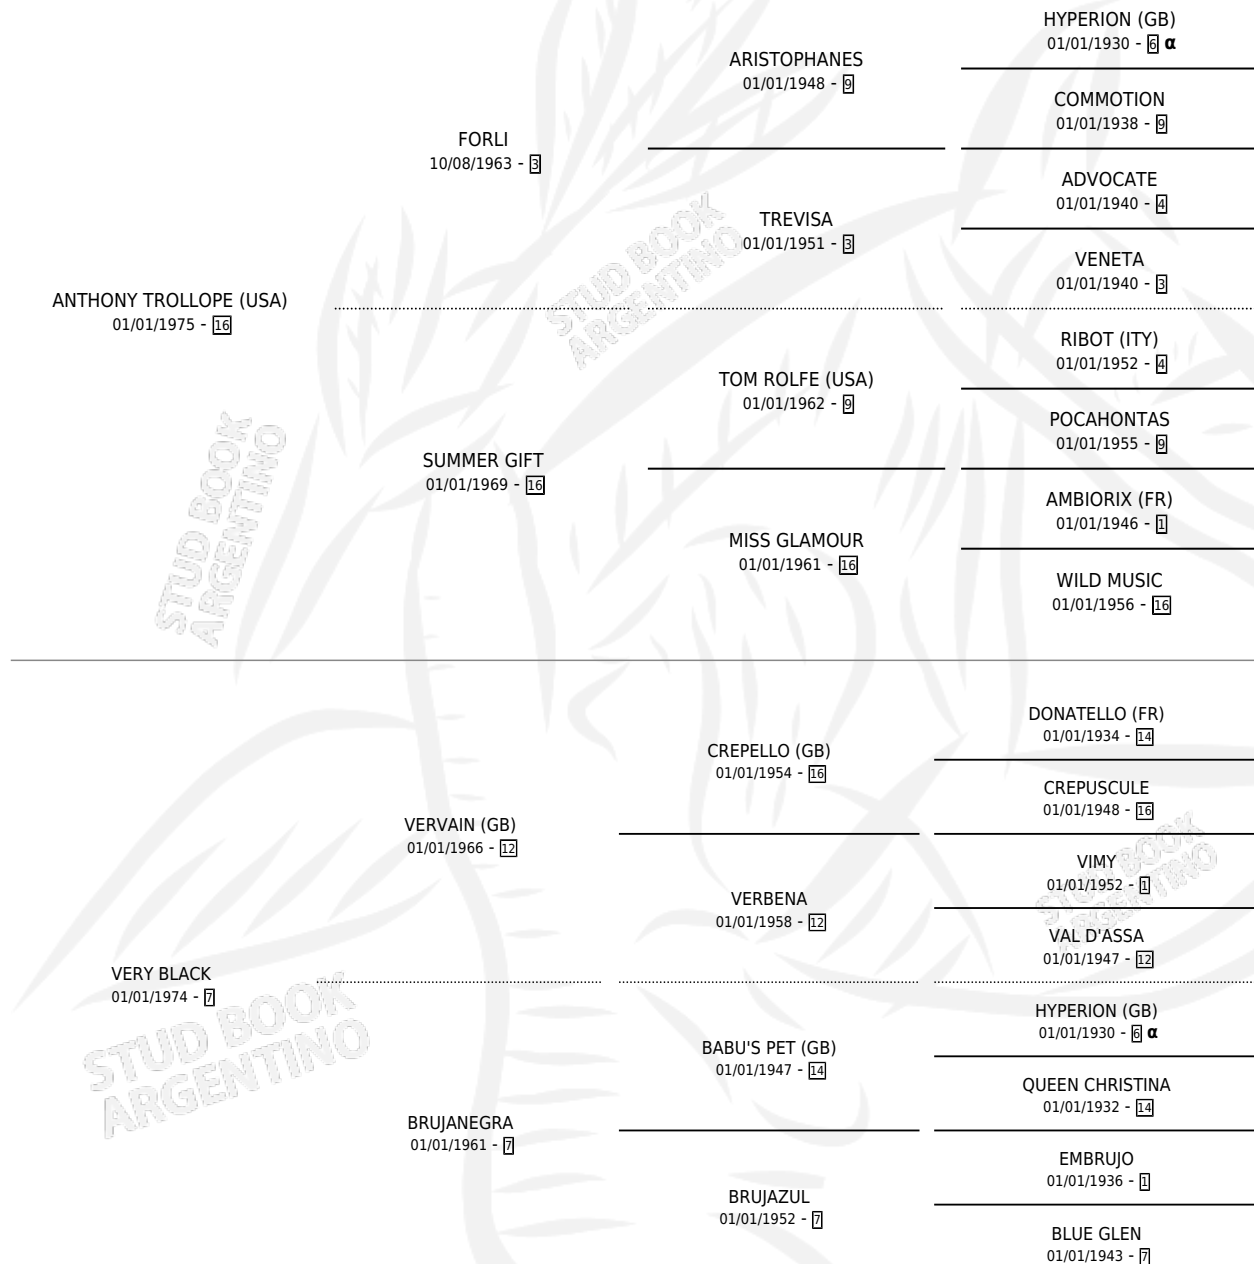 HYPERION (GB)
01/01/1930 - 6 α
ARISTOPHANES
01/01/1948 - 9
COMMOTION
01/01/1938 - 9
FORLI
10/08/1963 - 3
ADVOCATE
01/01/1940 - 4
TREVISA
01/01/1951 - 3
VENETA
01/01/1940 - 3
STUD BOOK
ARGENTINO
ANTHONY TROLLOPE (USA)
01/01/1975 - 16
RIBOT (ITY)
01/01/1952 - 4
TOM ROLFE (USA)
01/01/1962 - 9
POCAHONTAS
01/01/1955 - 9
SUMMER GIFT
01/01/1969 - 16
AMBIORIX (FR)
01/01/1946 - 1
MISS GLAMOUR
01/01/1961 - 16
WILD MUSIC
01/01/1956 - 16
STUD BOOK
ARGENTINO
DONATELLO (FR)
01/01/1934 - 14
CREPELLO (GB)
01/01/1954 - 16
CREPUSCULE
01/01/1948 - 16
VERVAIN (GB)
01/01/1966 - 12
VIMY
01/01/1952 - 1
VERBENA
01/01/1958 - 12
VAL D'ASSA
01/01/1947 - 12
STUD BOOK
ARGENTINO
VERY BLACK
01/01/1974 - 7
HYPERION (GB)
01/01/1930 - 6 α
BABU'S PET (GB)
01/01/1947 - 14
QUEEN CHRISTINA
01/01/1932 - 14
STUD BOOK
ARGENTINO
BRUJANEGRA
01/01/1961 - 7
EMBRUJO
01/01/1936 - 1
BRUJAZUL
01/01/1952 - 7
BLUE GLEN
01/01/1943 - 7